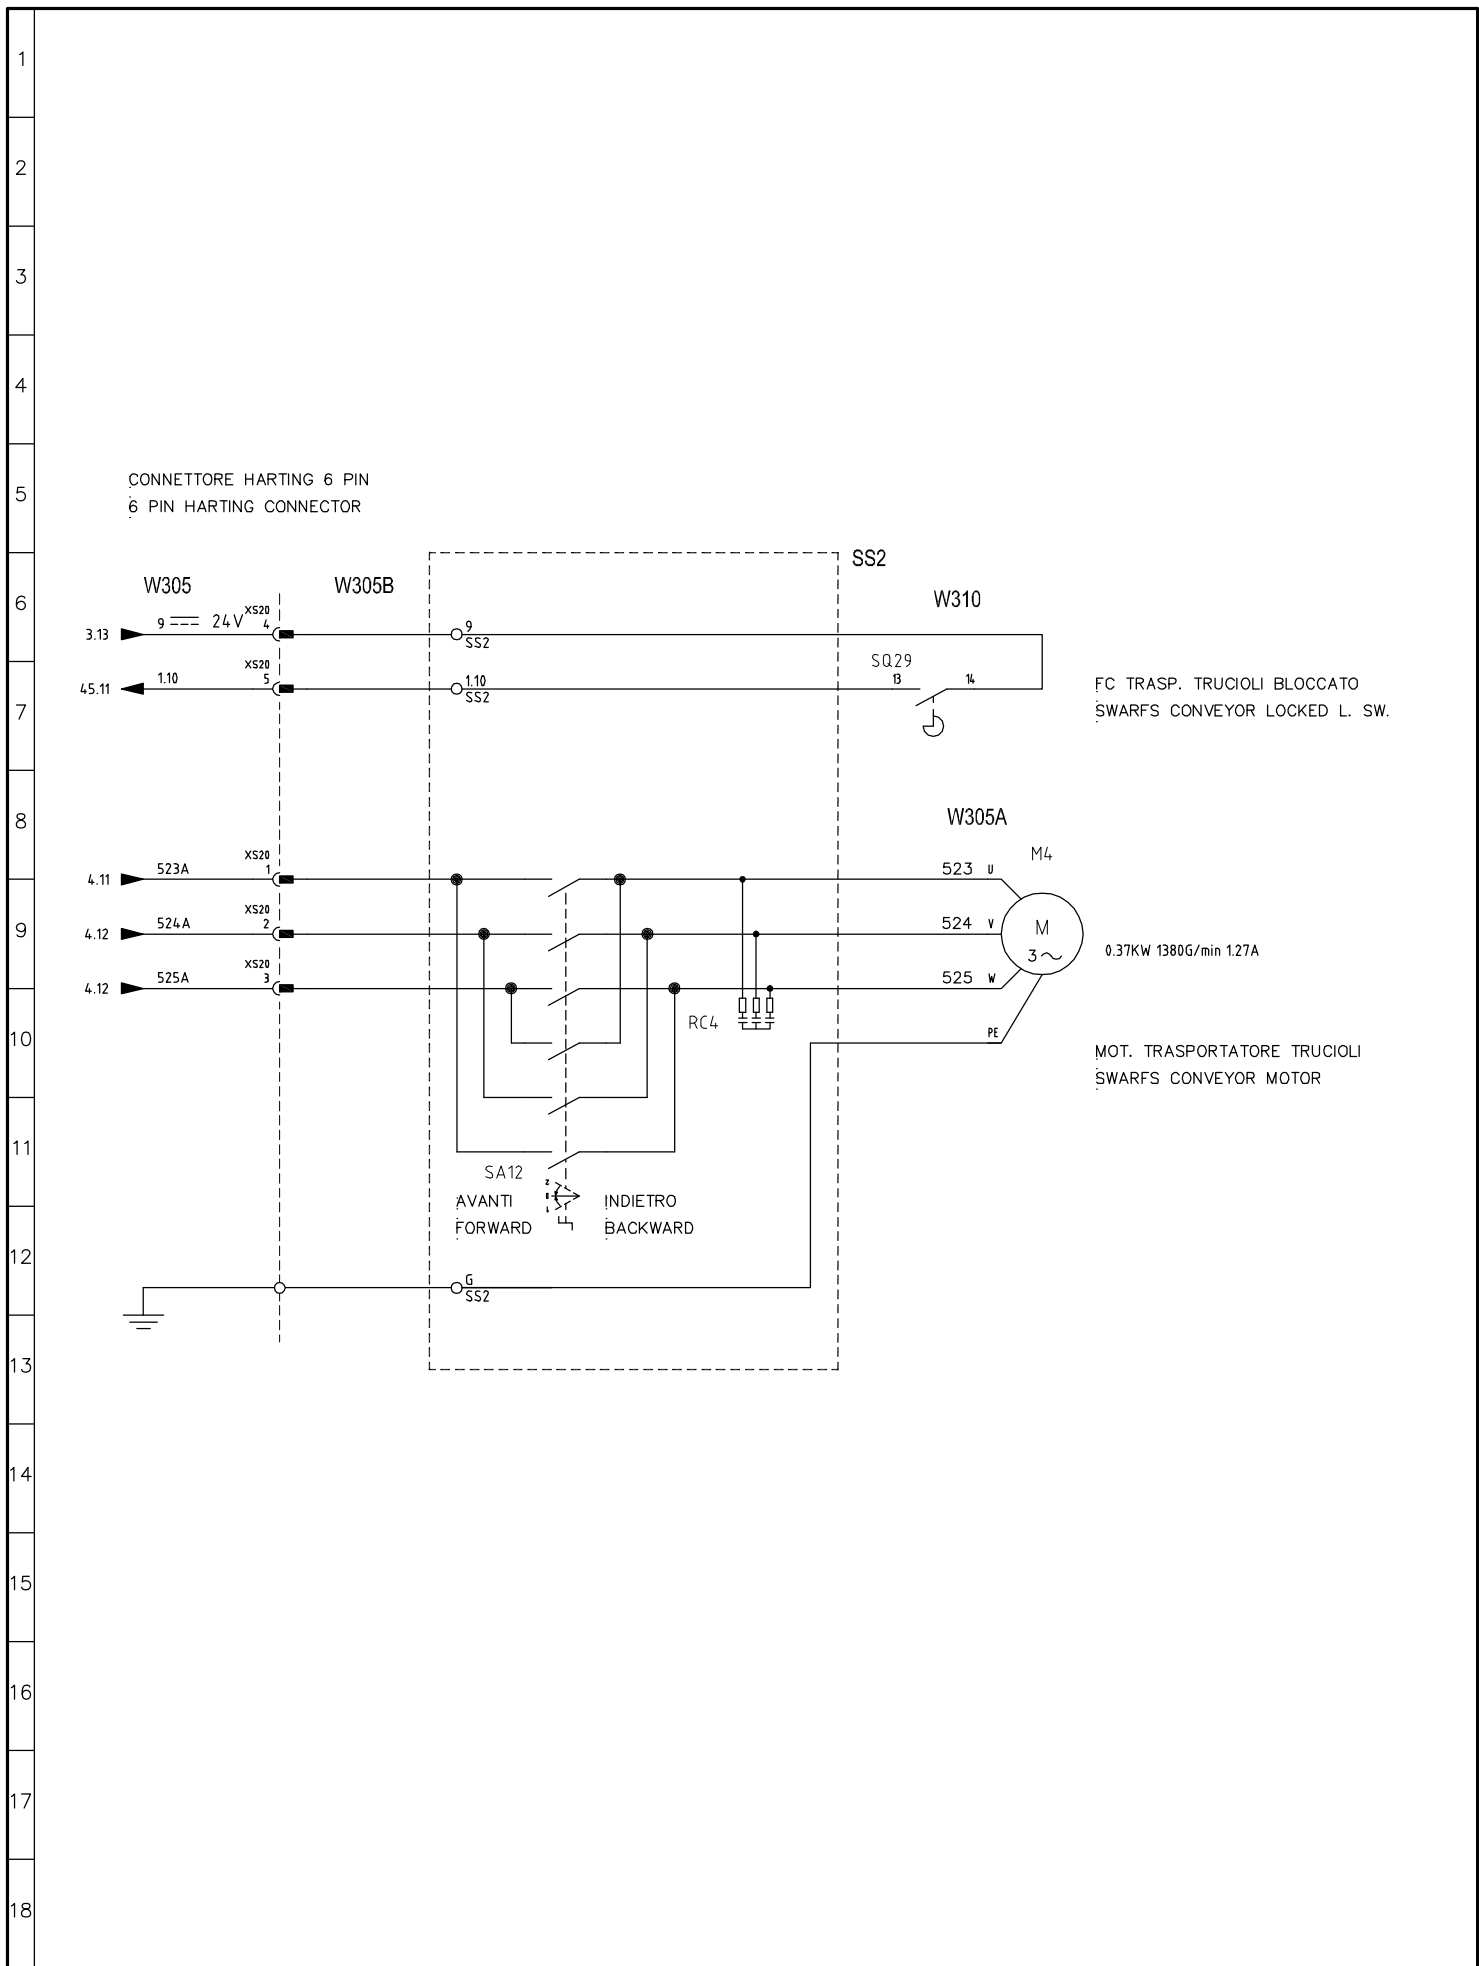 1
2
3
4
5
CONNETTORE HARTING 6 PIN
6 PIN HARTING CONNECTOR
SS2
W305
W305B
W310
6
XS20
3.13
9
24V
4
9
SS2
XS20
SQ29
45.11
1.10
5
1.10
SS2
13
14
FC TRASP. TRUCIOLI BLOCCATO
7
SWARFS CONVEYOR LOCKED L. SW.
8
W305A
M4
XS20
4.11
523A
1
523
U
XS20
4.12
524A
2
524
V
M
9
3~
0.37KW 1380G/min 1.27A
XS20
4.12
525A
3
525
W
RC4
10
PE
MOT. TRASPORTATORE TRUCIOLI
SWARFS CONVEYOR MOTOR
11
SA12
2
0
1
AVANTI
INDIETRO
FORWARD
BACKWARD
12
G
SS2
13
14
15
16
17
18